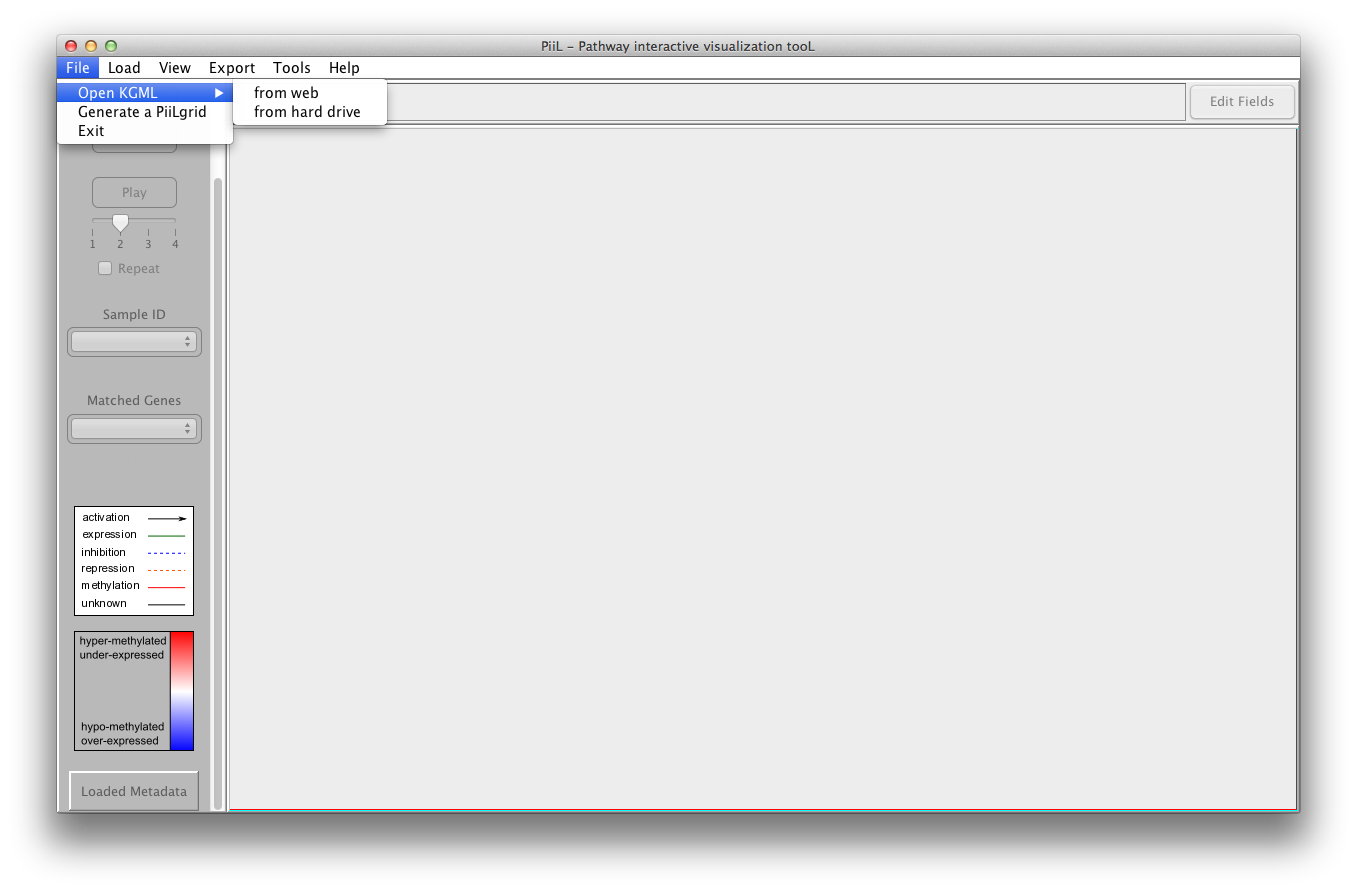 PiiL – Pathway interactive visualization tooL
File Load View Export Tools Help
Open KGML
Generate a PiiLgrid
Exit
from web
from hard drive
Edit Fields
Play
1 2 3 4
Repeat
Sample ID
Matched Genes
activation
expression
inhibition
repression
methylation
unknown
hyper-methylated
under-expressed
hypo-methylated
over-expressed
Loaded Metadata